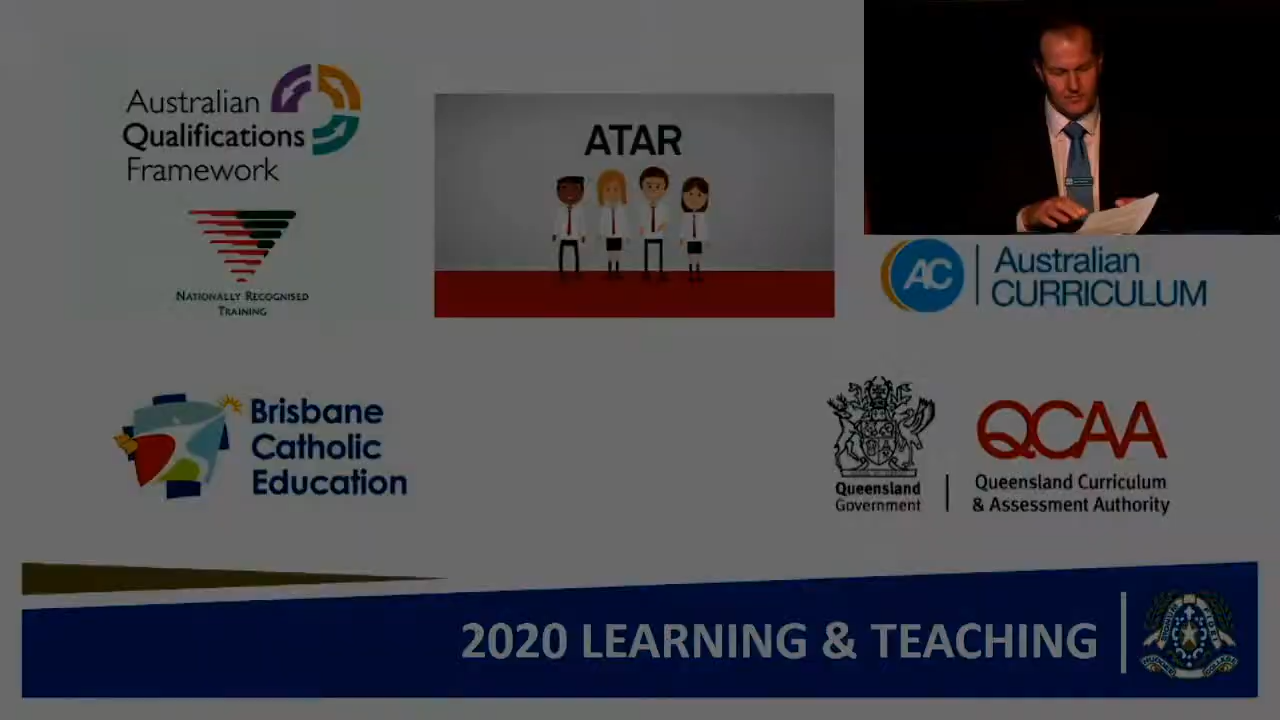 Australian
Qualifications
Framework
NATIONALLY RECOGNISED
TRAINING
ATAR
AC
Australian
CURRICULUM
Brisbane
Catholic
Education
Queensland
Government
QCAA
Queensland Curriculum
& Assessment Authority
2020 LEARNING & TEACHING